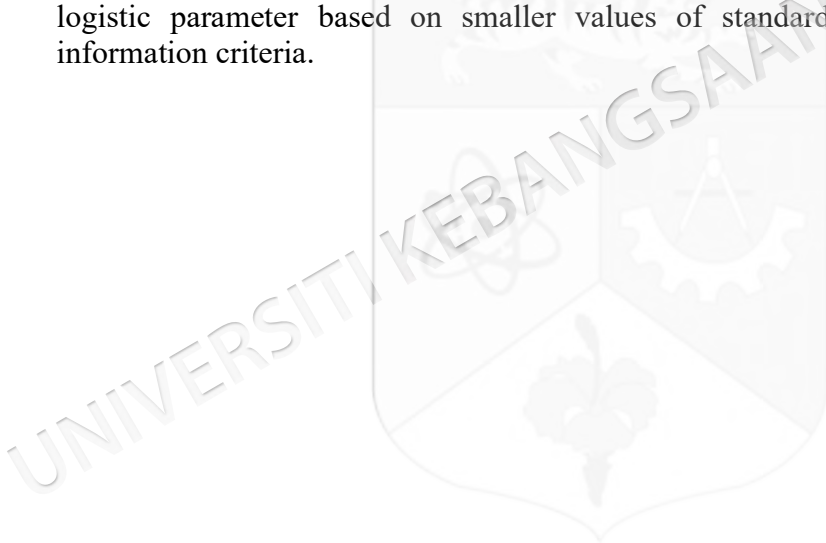 logistic parameter based on smaller values of standard
information criteria.
UNIVERSITI KEBANGSAAN